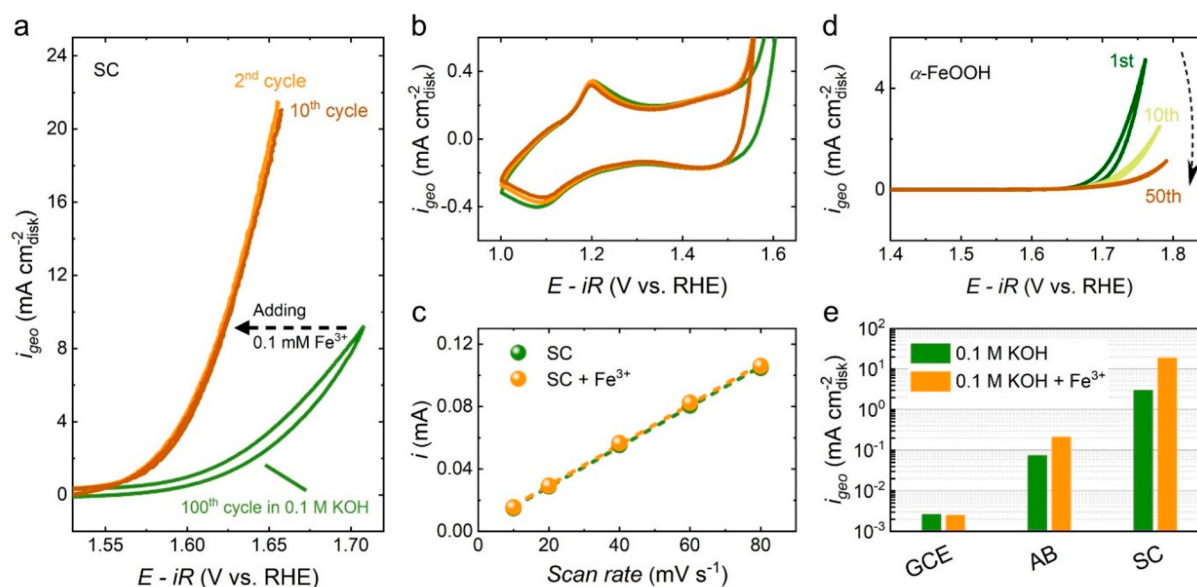 a
SC
2nd cycle
10th cycle
Adding
0.1 mM Fe3+
100th cycle in 0.1 M KOH
24
20
16
12
8
4
0
1.55 1.60 1.65 1.70
igeo (mA cm-2disk)
E - iR (V vs. RHE)
b
0.4
0.0
-0.4
1.0 1.2 1.4 1.6
igeo (mA cm-2disk)
E - iR (V vs. RHE)
c
SC
SC + Fe3+
0.12
0.08
0.04
0.00
0 20 40 60 80
i (mA)
Scan rate (mV s-1)
d
α-FeOOH
1st
10th
50th
4
2
0
1.4 1.5 1.6 1.7 1.8
igeo (mA cm-2disk)
E - iR (V vs. RHE)
e
0.1 M KOH
0.1 M KOH + Fe3+
102
101
100
10-1
10-2
10-3
GCE AB SC
igeo (mA cm-2disk)